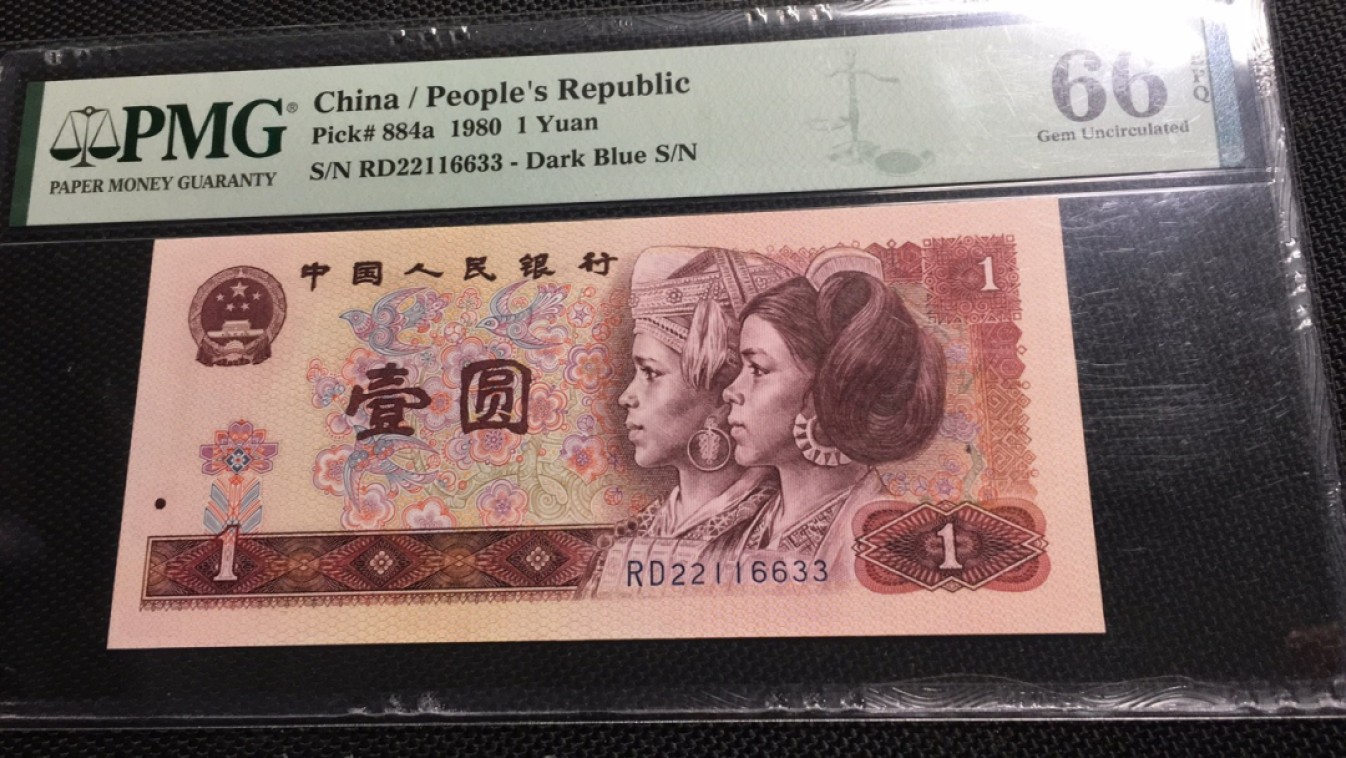 PMG®
PAPER MONEY GUARANTY
China / People's Republic
Pick# 884a 1980 1 Yuan
S/N RD22116633 - Dark Blue S/N
66
EPQ
Gem Uncirculated
中国人民银行
1
壹圆
1
1
RD22116633